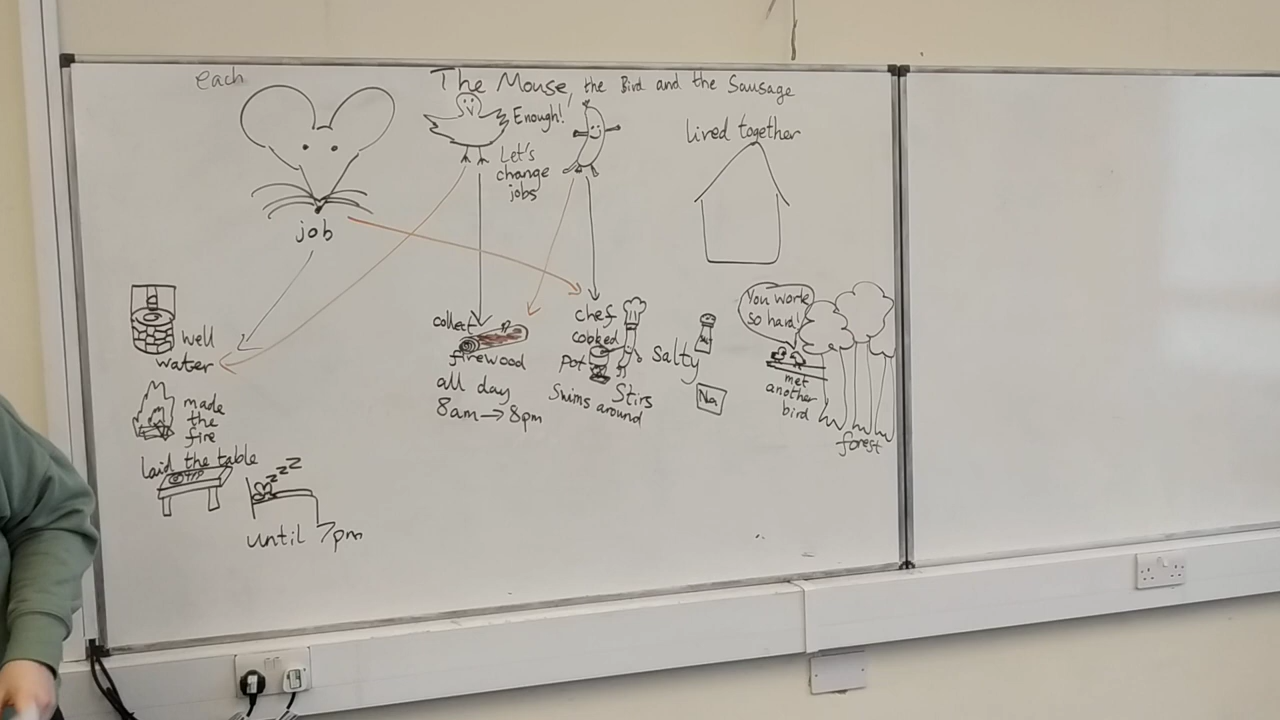 each
The Mouse, the Bird and the Sausage
Enough!
Let's
change
jobs
lived together
job
well
water
made
the
fire
laid the table
zzzz
until 7pm
collect
firewood
all day
8am → 8pm
chef
cooked
pot
Stirs
Swims around
Salty
Na
You work
so hard!
met
another
bird
forest